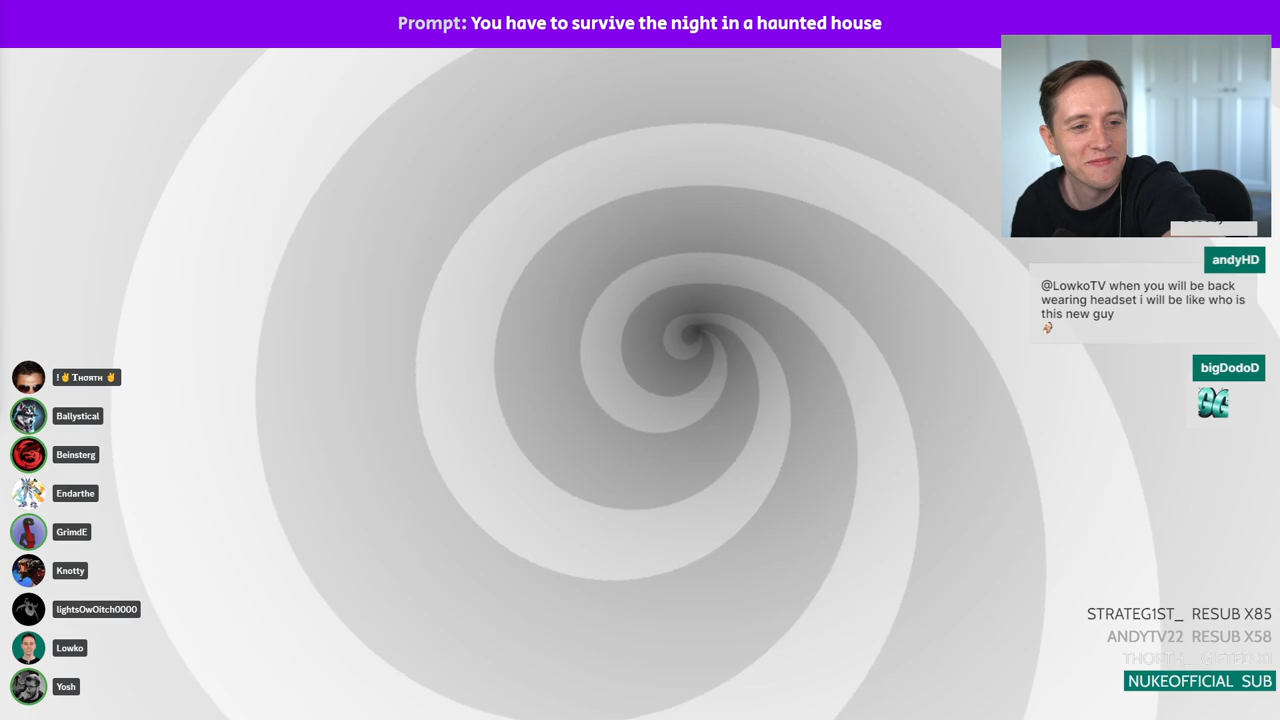 Prompt: You have to survive the night in a haunted house
andyHD
@LowkoTV when you will be back
wearing headset i will be like who is
this new guy
bigDodoD
GG
!✌Tʜσʀтʜ ✌
Ballystical
Beinsterg
Endarthe
GrimdE
Knotty
lightsOwOitch0000
Lowko
Yosh
STRATEG1ST_ RESUB X85
ANDYTV22 RESUB X58
NUKEOFFICIAL SUB